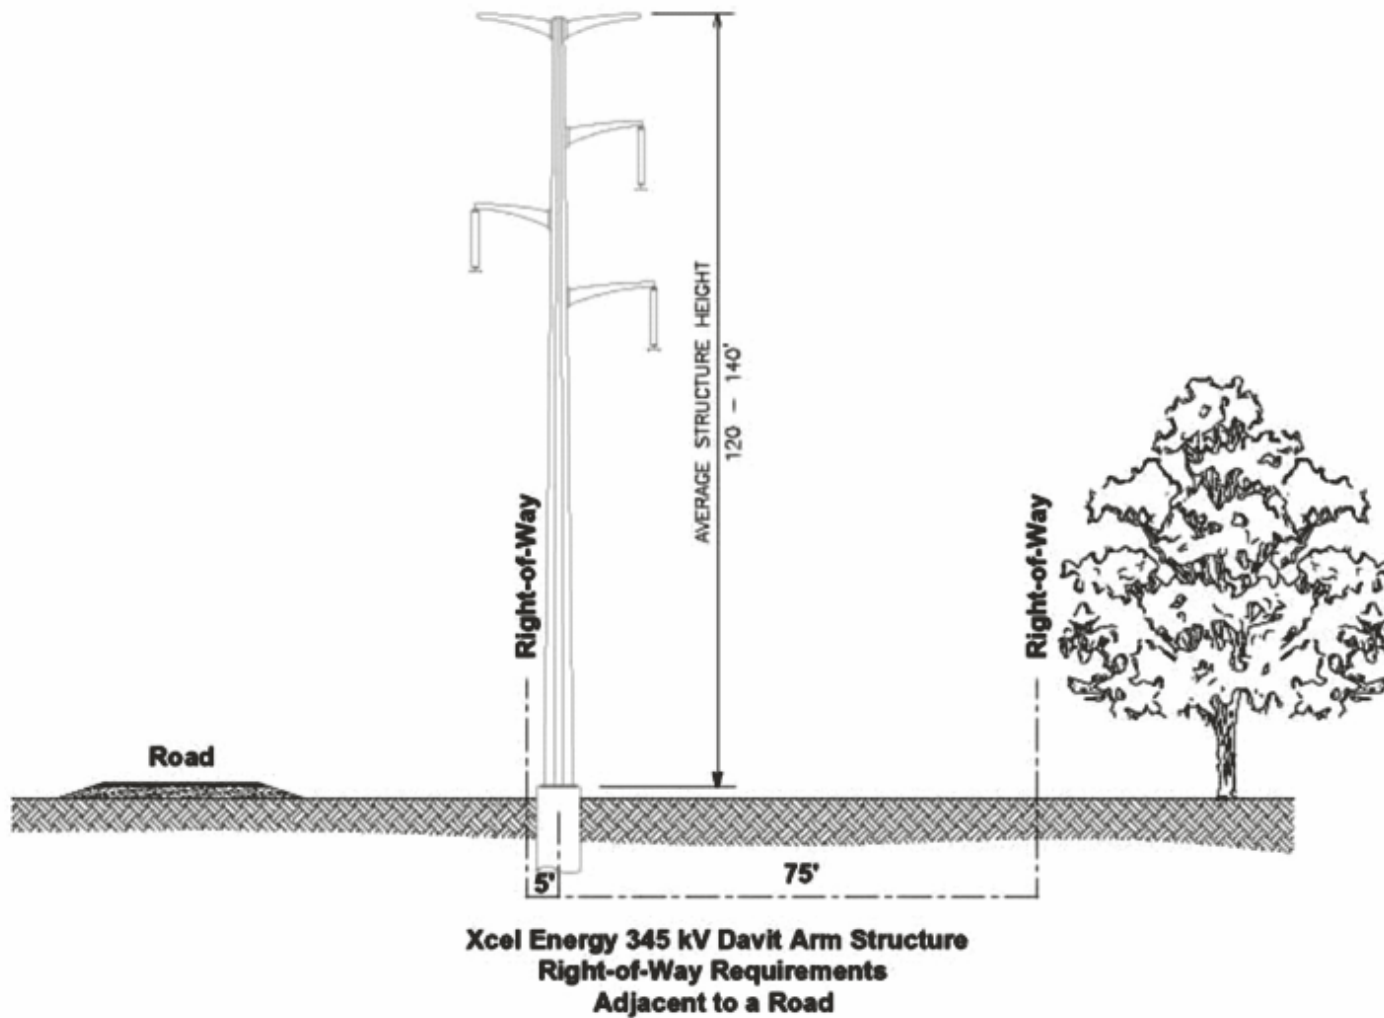 AVERAGE STRUCTURE HEIGHT
120 – 140'
Right-of-Way
Right-of-Way
Road
5'
75'
Xcel Energy 345 kV Davit Arm Structure
Right-of-Way Requirements
Adjacent to a Road